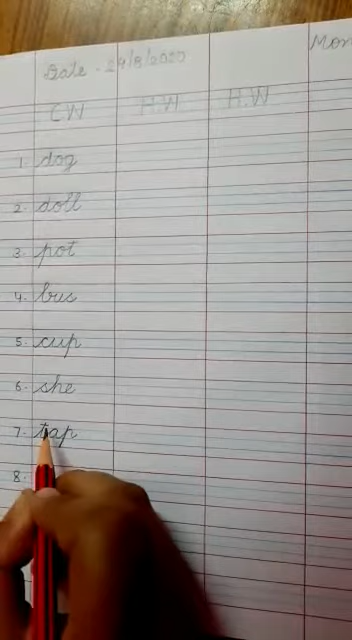 Date - 24/8/2020 Mon
CW H.W H.W
1. dog
2. doll
3. pot
4. bus
5. cup
6. she
7. tap
8.